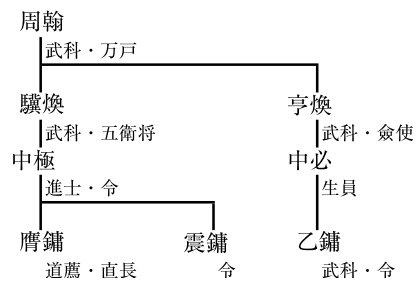 周翰
武科・万戸
驥煥 亨煥
武科・五衛将 武科・僉使
中極 中必
進士・令 生員
膺鏞 震鏞 乙鏞
道薦・直長 令 武科・令